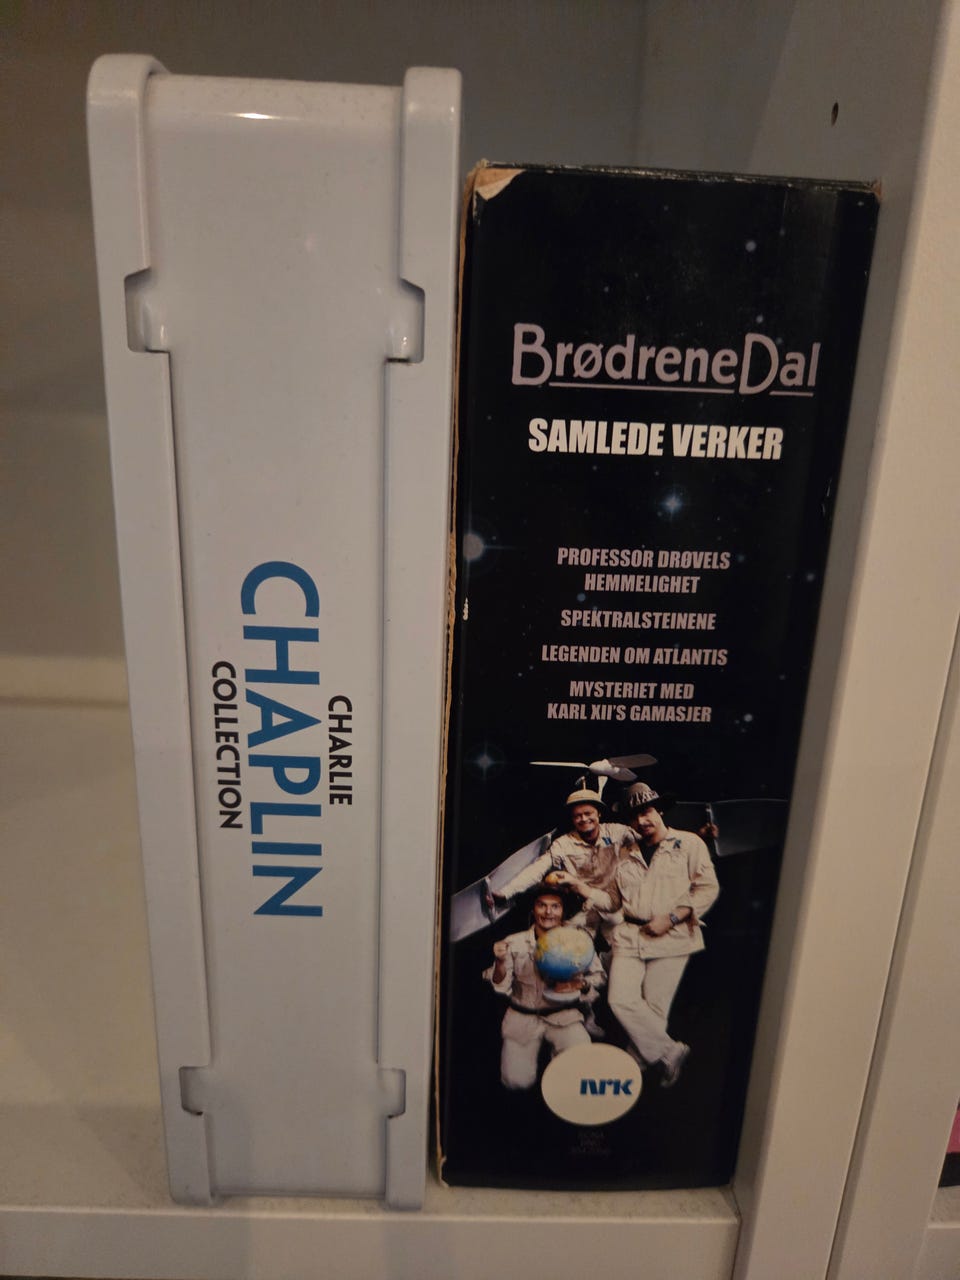 CHARLIE
CHAPLIN
COLLECTION
BrødreneDal
SAMLEDE VERKER
PROFESSOR DRØVELS
HEMMELIGHET
SPEKTRALSTEINENE
LEGENDEN OM ATLANTIS
MYSTERIET MED
KARL XII'S GAMASJER
NRK